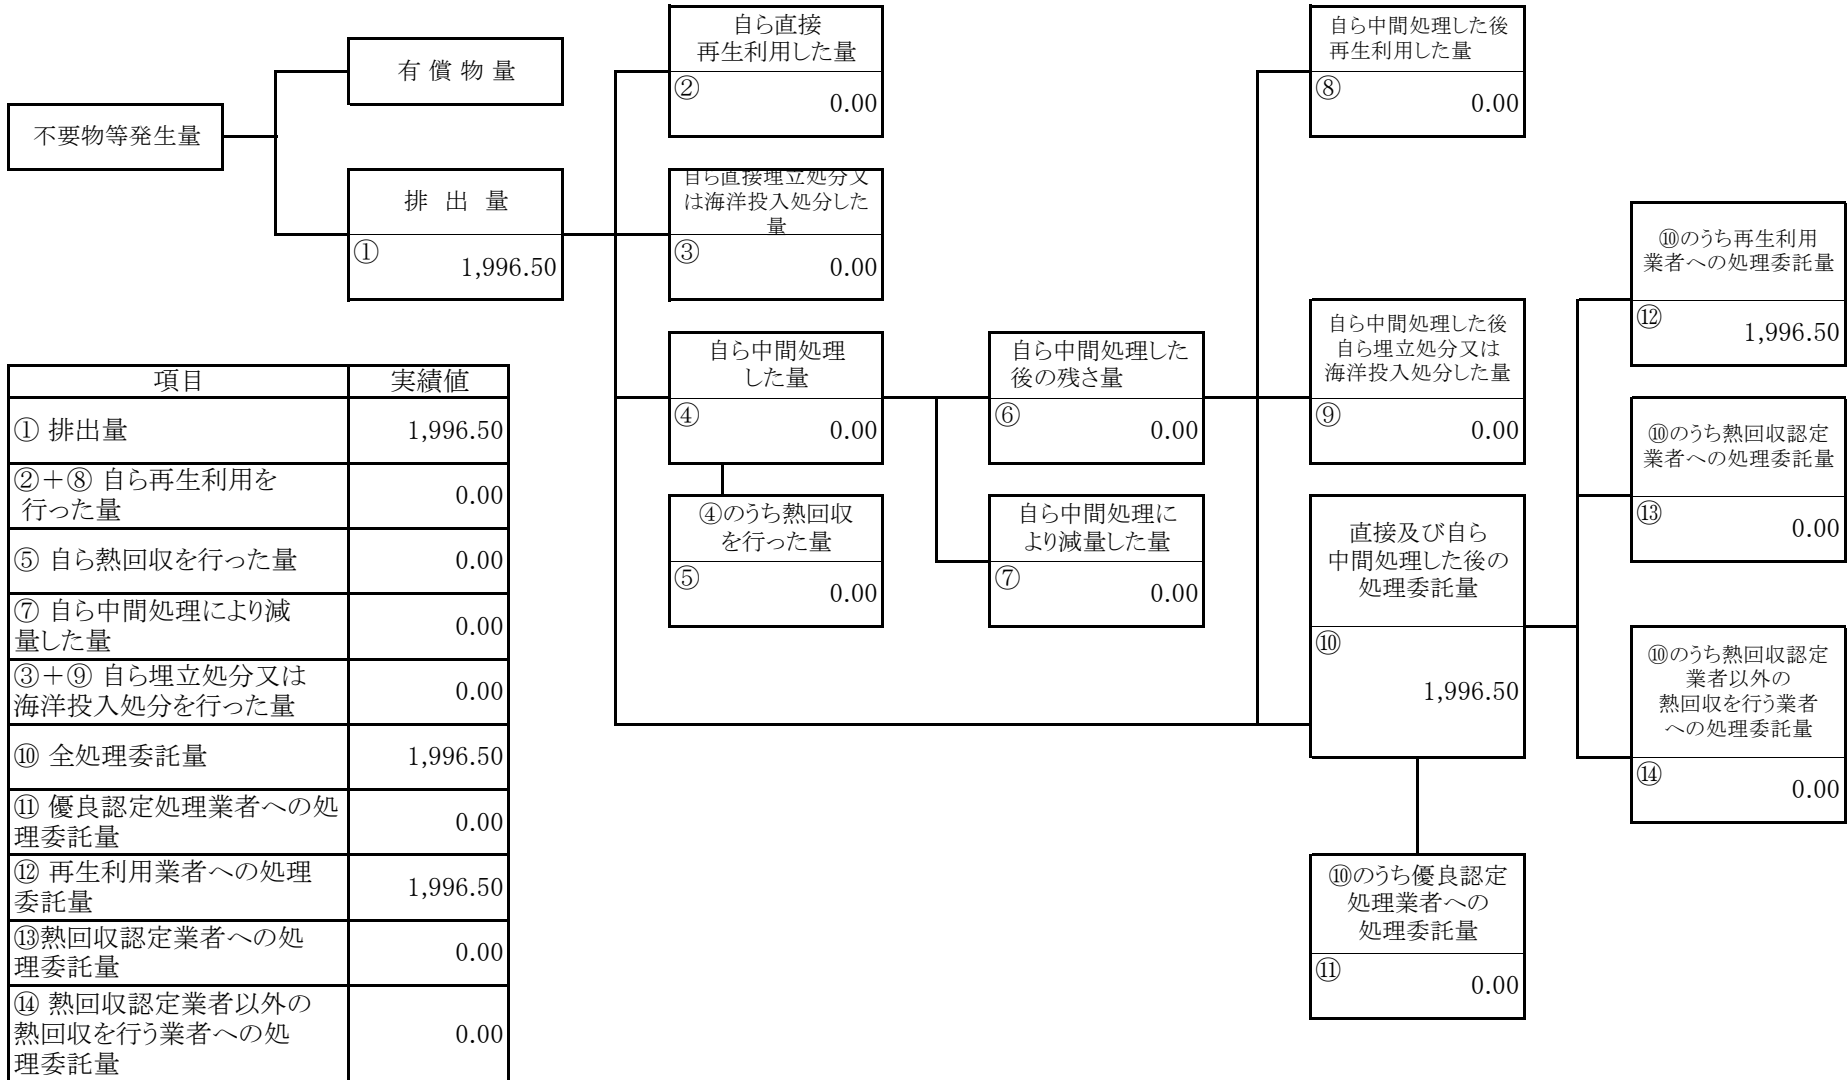 不要物等発生量
有 償 物 量
排 出 量
①
1,996.50
自ら直接
再生利用した量
②
0.00
自ら直接埋立処分又
は海洋投入処分した
量
③
0.00
自ら中間処理
した量
④
0.00
④のうち熱回収
を行った量
⑤
0.00
自ら中間処理した
後の残さ量
⑥
0.00
自ら中間処理に
より減量した量
⑦
0.00
自ら中間処理した後
再生利用した量
⑧
0.00
自ら中間処理した後
自ら埋立処分又は
海洋投入処分した量
⑨
0.00
直接及び自ら
中間処理した後の
処理委託量
⑩
1,996.50
⑩のうち優良認定
処理業者への
処理委託量
⑪
0.00
⑩のうち再生利用
業者への処理委託量
⑫
1,996.50
⑩のうち熱回収認定
業者への処理委託量
⑬
0.00
⑩のうち熱回収認定
業者以外の
熱回収を行う業者
への処理委託量
⑭
0.00
項目 実績値
① 排出量 1,996.50
②+⑧ 自ら再生利用を
行った量 0.00
⑤ 自ら熱回収を行った量 0.00
⑦ 自ら中間処理により減
量した量 0.00
③+⑨ 自ら埋立処分又は
海洋投入処分を行った量 0.00
⑩ 全処理委託量 1,996.50
⑪ 優良認定処理業者への処
理委託量 0.00
⑫ 再生利用業者への処理
委託量 1,996.50
⑬熱回収認定業者への処
理委託量 0.00
⑭ 熱回収認定業者以外の
熱回収を行う業者への処
理委託量 0.00